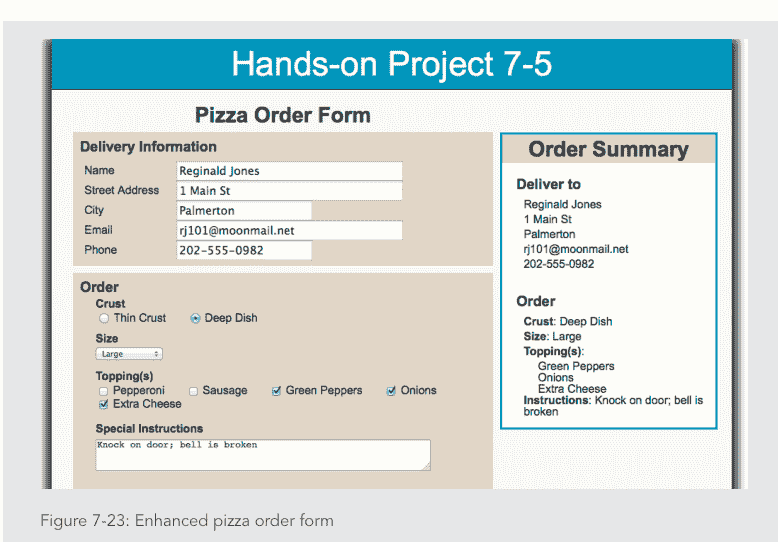 Hands-on Project 7-5
Pizza Order Form
Delivery Information
Name Reginald Jones
Street Address 1 Main St
City Palmerton
Email rj101@moonmail.net
Phone 202-555-0982
Order
Crust
Thin Crust Deep Dish
Size
Large
Topping(s)
Pepperoni Sausage Green Peppers Onions
Extra Cheese
Special Instructions
Knock on door; bell is broken
Order Summary
Deliver to
Reginald Jones
1 Main St
Palmerton
rj101@moonmail.net
202-555-0982
Order
Crust: Deep Dish
Size: Large
Topping(s):
Green Peppers
Onions
Extra Cheese
Instructions: Knock on door; bell is
broken
Figure 7-23: Enhanced pizza order form